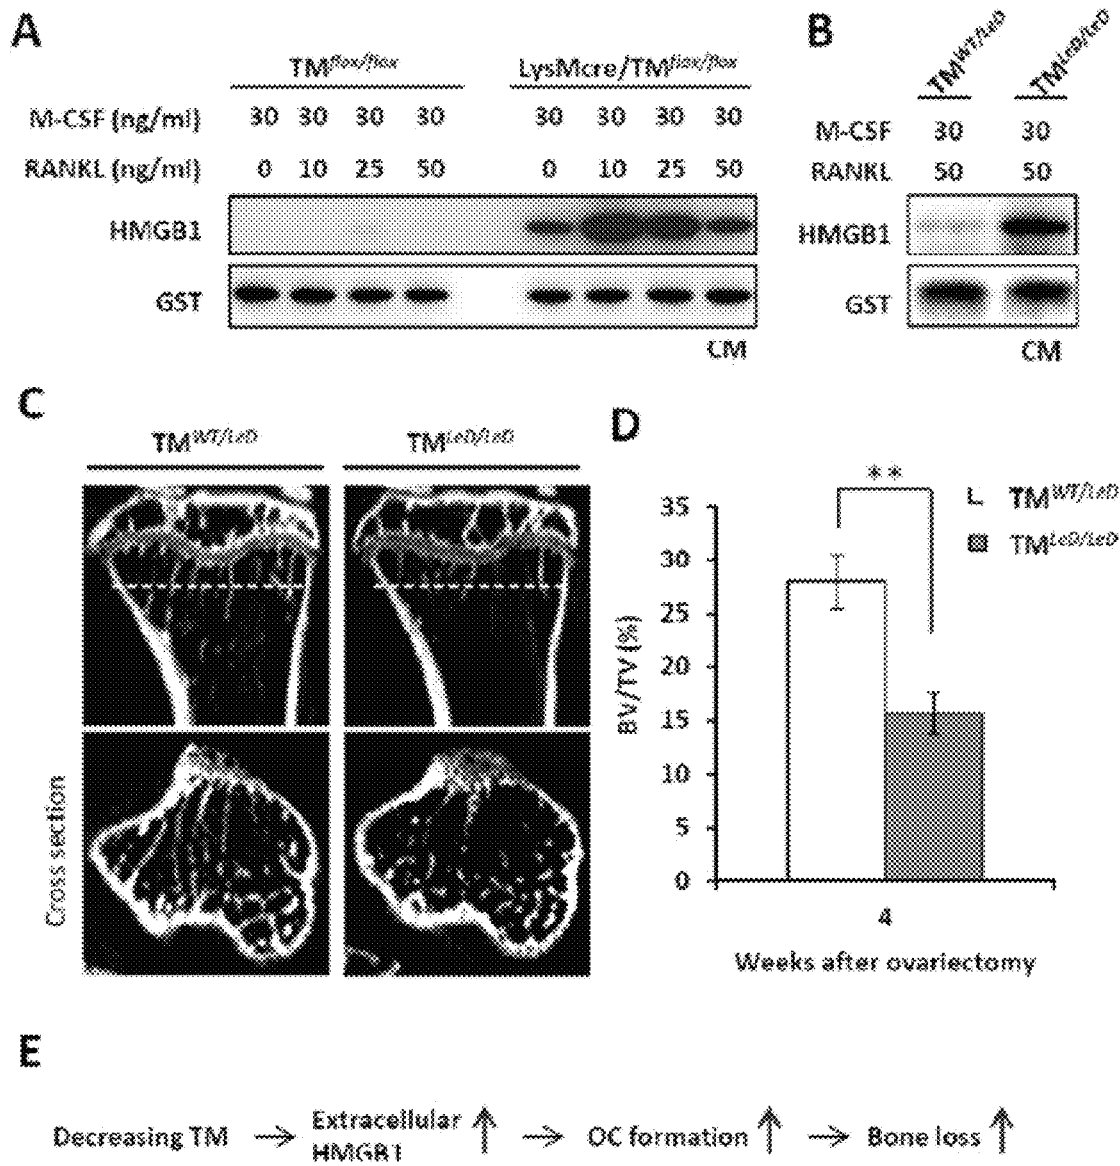 A
TM^flox/flox LysMcre/TM^flox/flox
M-CSF (ng/ml) 30 30 30 30 30 30 30 30
RANKL (ng/ml) 0 10 25 50 0 10 25 50
HMGB1
GST
CM
B
TM^WT/LeD TM^LeD/LeD
M-CSF 30 30
RANKL 50 50
HMGB1
GST
CM
C
TM^WT/LeD TM^LeD/LeD
Cross section
D
**
TM^WT/LeD
TM^LeD/LeD
BV/TV (%)
35
30
25
20
15
10
5
0
4
Weeks after ovariectomy
E
Decreasing TM → Extracellular HMGB1 ↑ → OC formation ↑ → Bone loss ↑